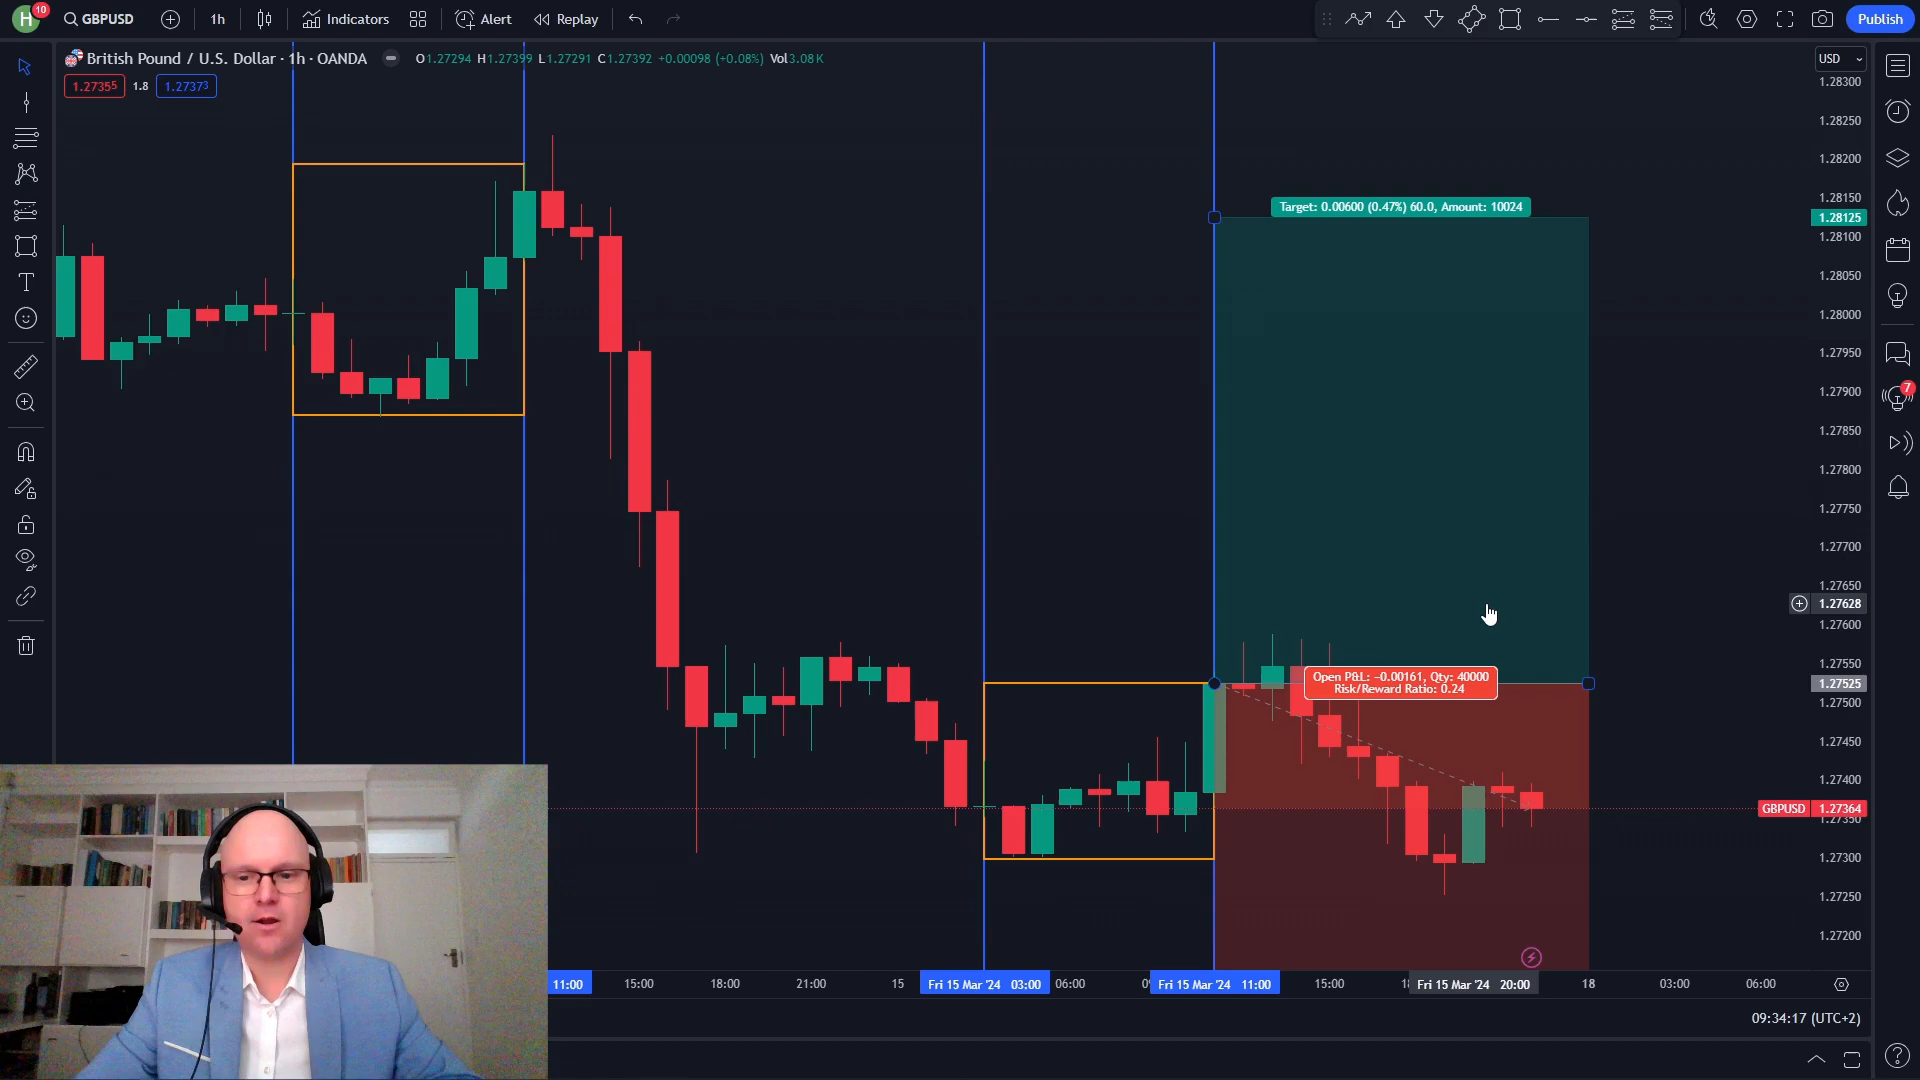 H
10
GBPUSD
1h
Indicators
Alert
Replay
Publish
British Pound / U.S. Dollar · 1h · OANDA
O1.27294 H1.27399 L1.27291 C1.27392 +0.00098 (+0.08%) Vol3.08 K
1.27355
1.8
1.27373
USD
1.28300
1.28250
1.28200
1.28150
Target: 0.00600 (0.47%) 60.0, Amount: 10024
1.28125
1.28100
1.28050
1.28000
1.27950
1.27900
7
1.27850
1.27800
1.27750
1.27700
1.27650
1.27628
1.27600
1.27550
Open P&L: −0.00161, Qty: 40000
Risk/Reward Ratio: 0.24
1.27525
1.27500
1.27450
1.27400
GBPUSD 1.27364
1.27350
1.27300
1.27250
1.27200
11:00
15:00
18:00
21:00
15
Fri 15 Mar '24 03:00
06:00
Fri 15 Mar '24 11:00
15:00
Fri 15 Mar '24 20:00
18
03:00
06:00
09:34:17 (UTC+2)